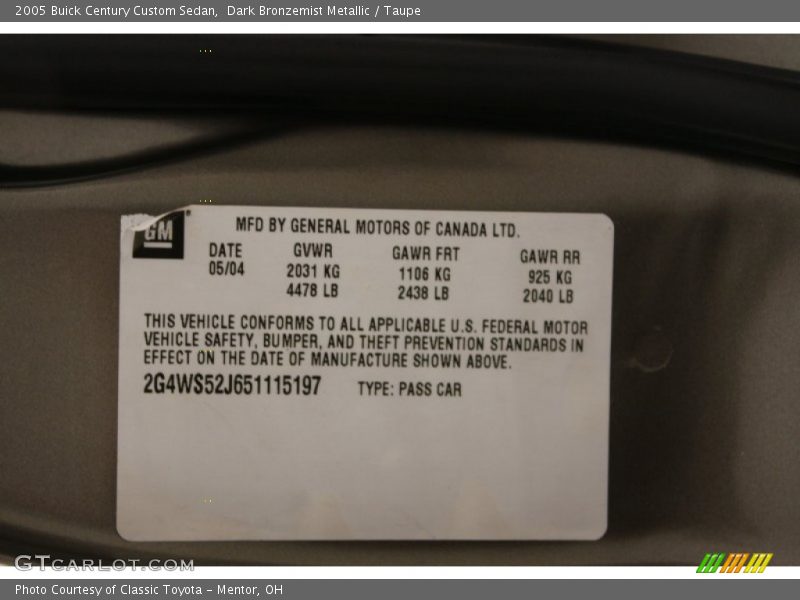 2005 Buick Century Custom Sedan,  Dark Bronzemist Metallic / Taupe
GM
MFD BY GENERAL MOTORS OF CANADA LTD.
DATE GVWR GAWR FRT GAWR RR
05/04 2031 KG 1106 KG 925 KG
4478 LB 2438 LB 2040 LB
THIS VEHICLE CONFORMS TO ALL APPLICABLE U.S. FEDERAL MOTOR
VEHICLE SAFETY, BUMPER, AND THEFT PREVENTION STANDARDS IN
EFFECT ON THE DATE OF MANUFACTURE SHOWN ABOVE.
2G4WS52J651115197 TYPE: PASS CAR
GTCARLOT.COM
Photo Courtesy of Classic Toyota - Mentor, OH